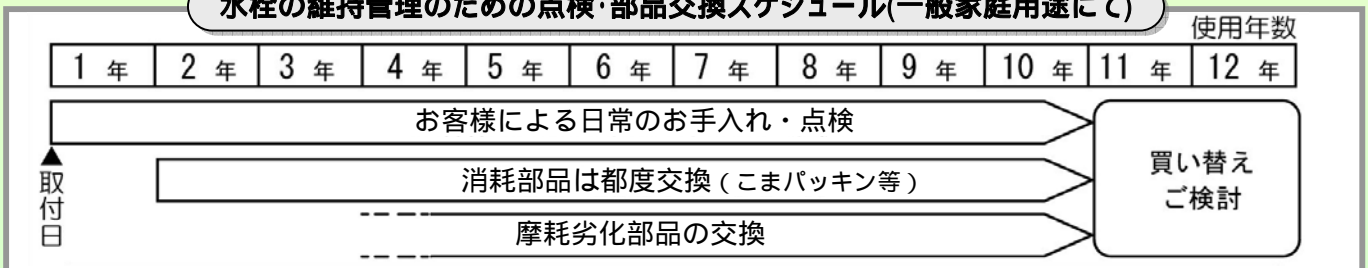 水栓の維持管理のための点検・部品交換スケジュール(一般家庭用途にて)
使用年数
1 年 2 年 3 年 4 年 5 年 6 年 7 年 8 年 9 年 10 年 11 年 12 年
お客様による日常のお手入れ・点検
▲取付日
消耗部品は都度交換(こまパッキン等)
摩耗劣化部品の交換
買い替え
ご検討